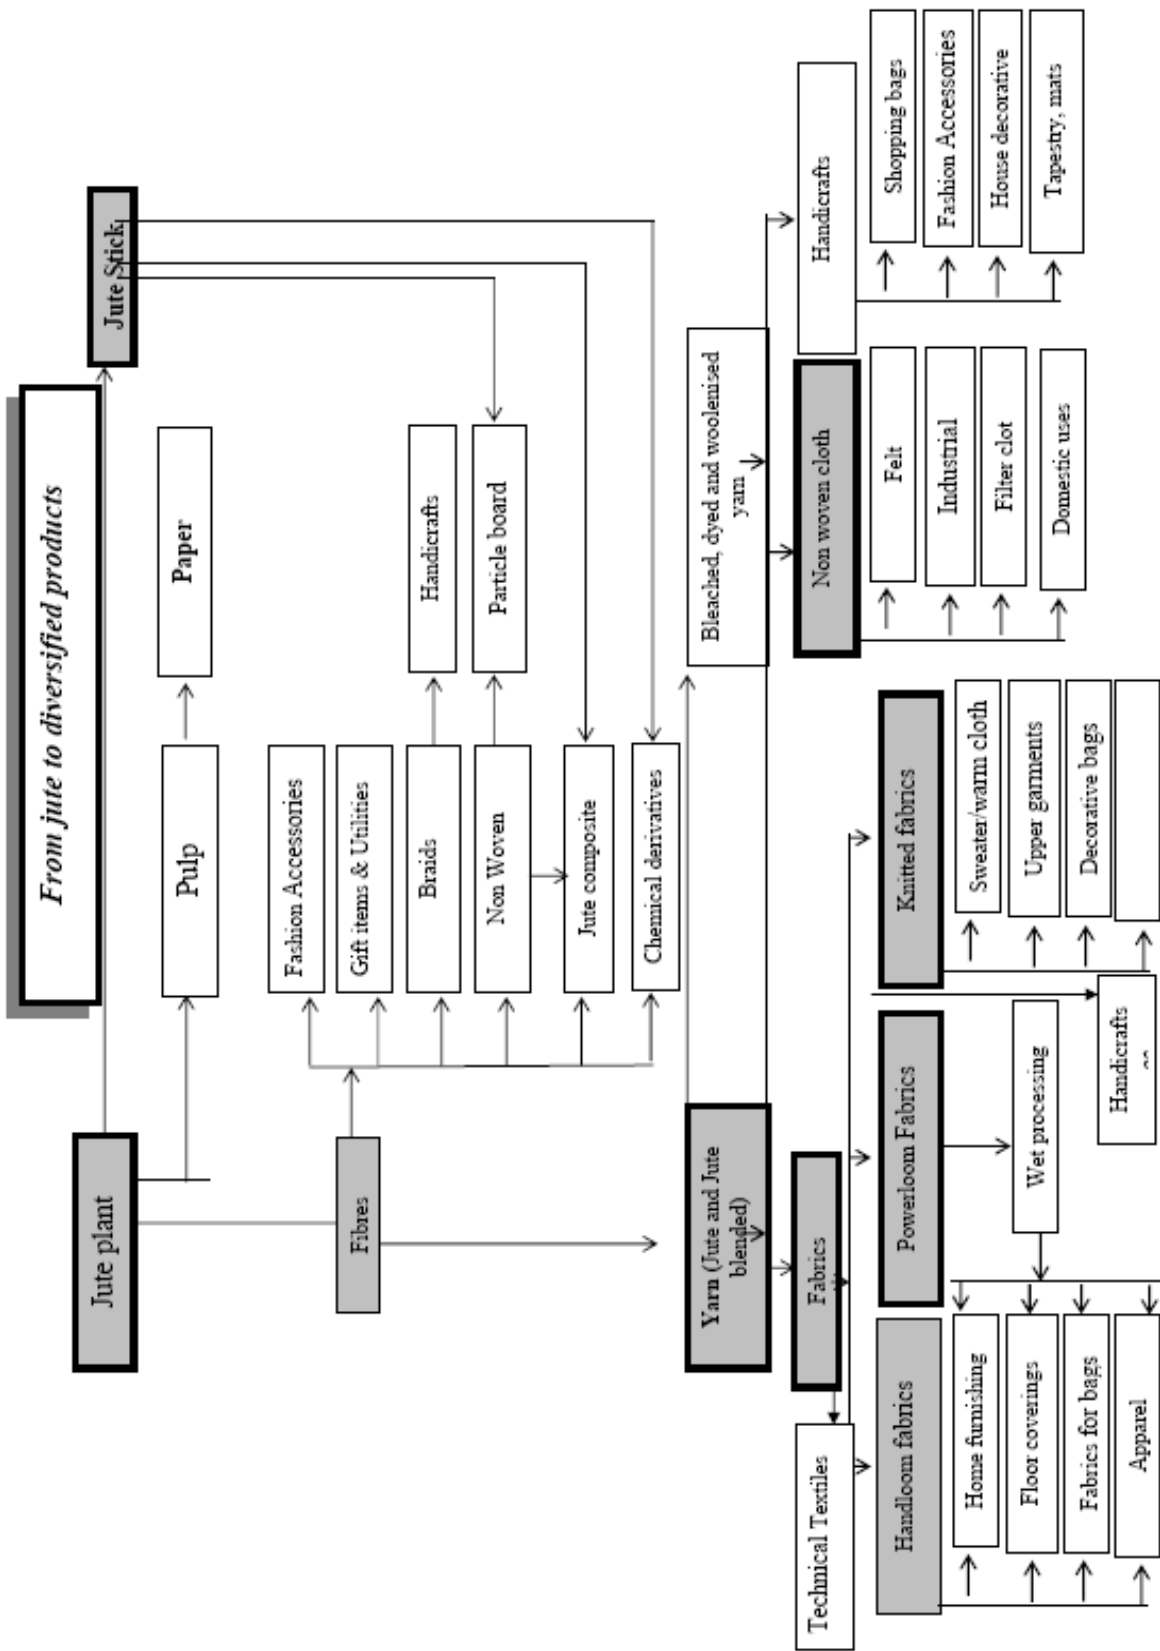 From jute to diversified products
Jute plant
Jute Stick
Pulp
Paper
Fibres
Fashion Accessories
Gift items & Utilities
Braids
Handicrafts
Non Woven
Particle board
Jute composite
Chemical derivatives
Yarn (Jute and Jute
blended)
Bleached, dyed and woolenised
yarn
Technical Textiles
Fabrics
Non woven cloth
Handicrafts
Handloom fabrics
Powerloom Fabrics
Knitted fabrics
Felt
Shopping bags
Home furnishing
Wet processing
Sweater/warm cloth
Industrial
Fashion Accessories
Floor coverings
Upper garments
Filter clot
House decorative
Fabrics for bags
Decorative bags
Domestic uses
Tapestry, mats
Apparel
Handicrafts